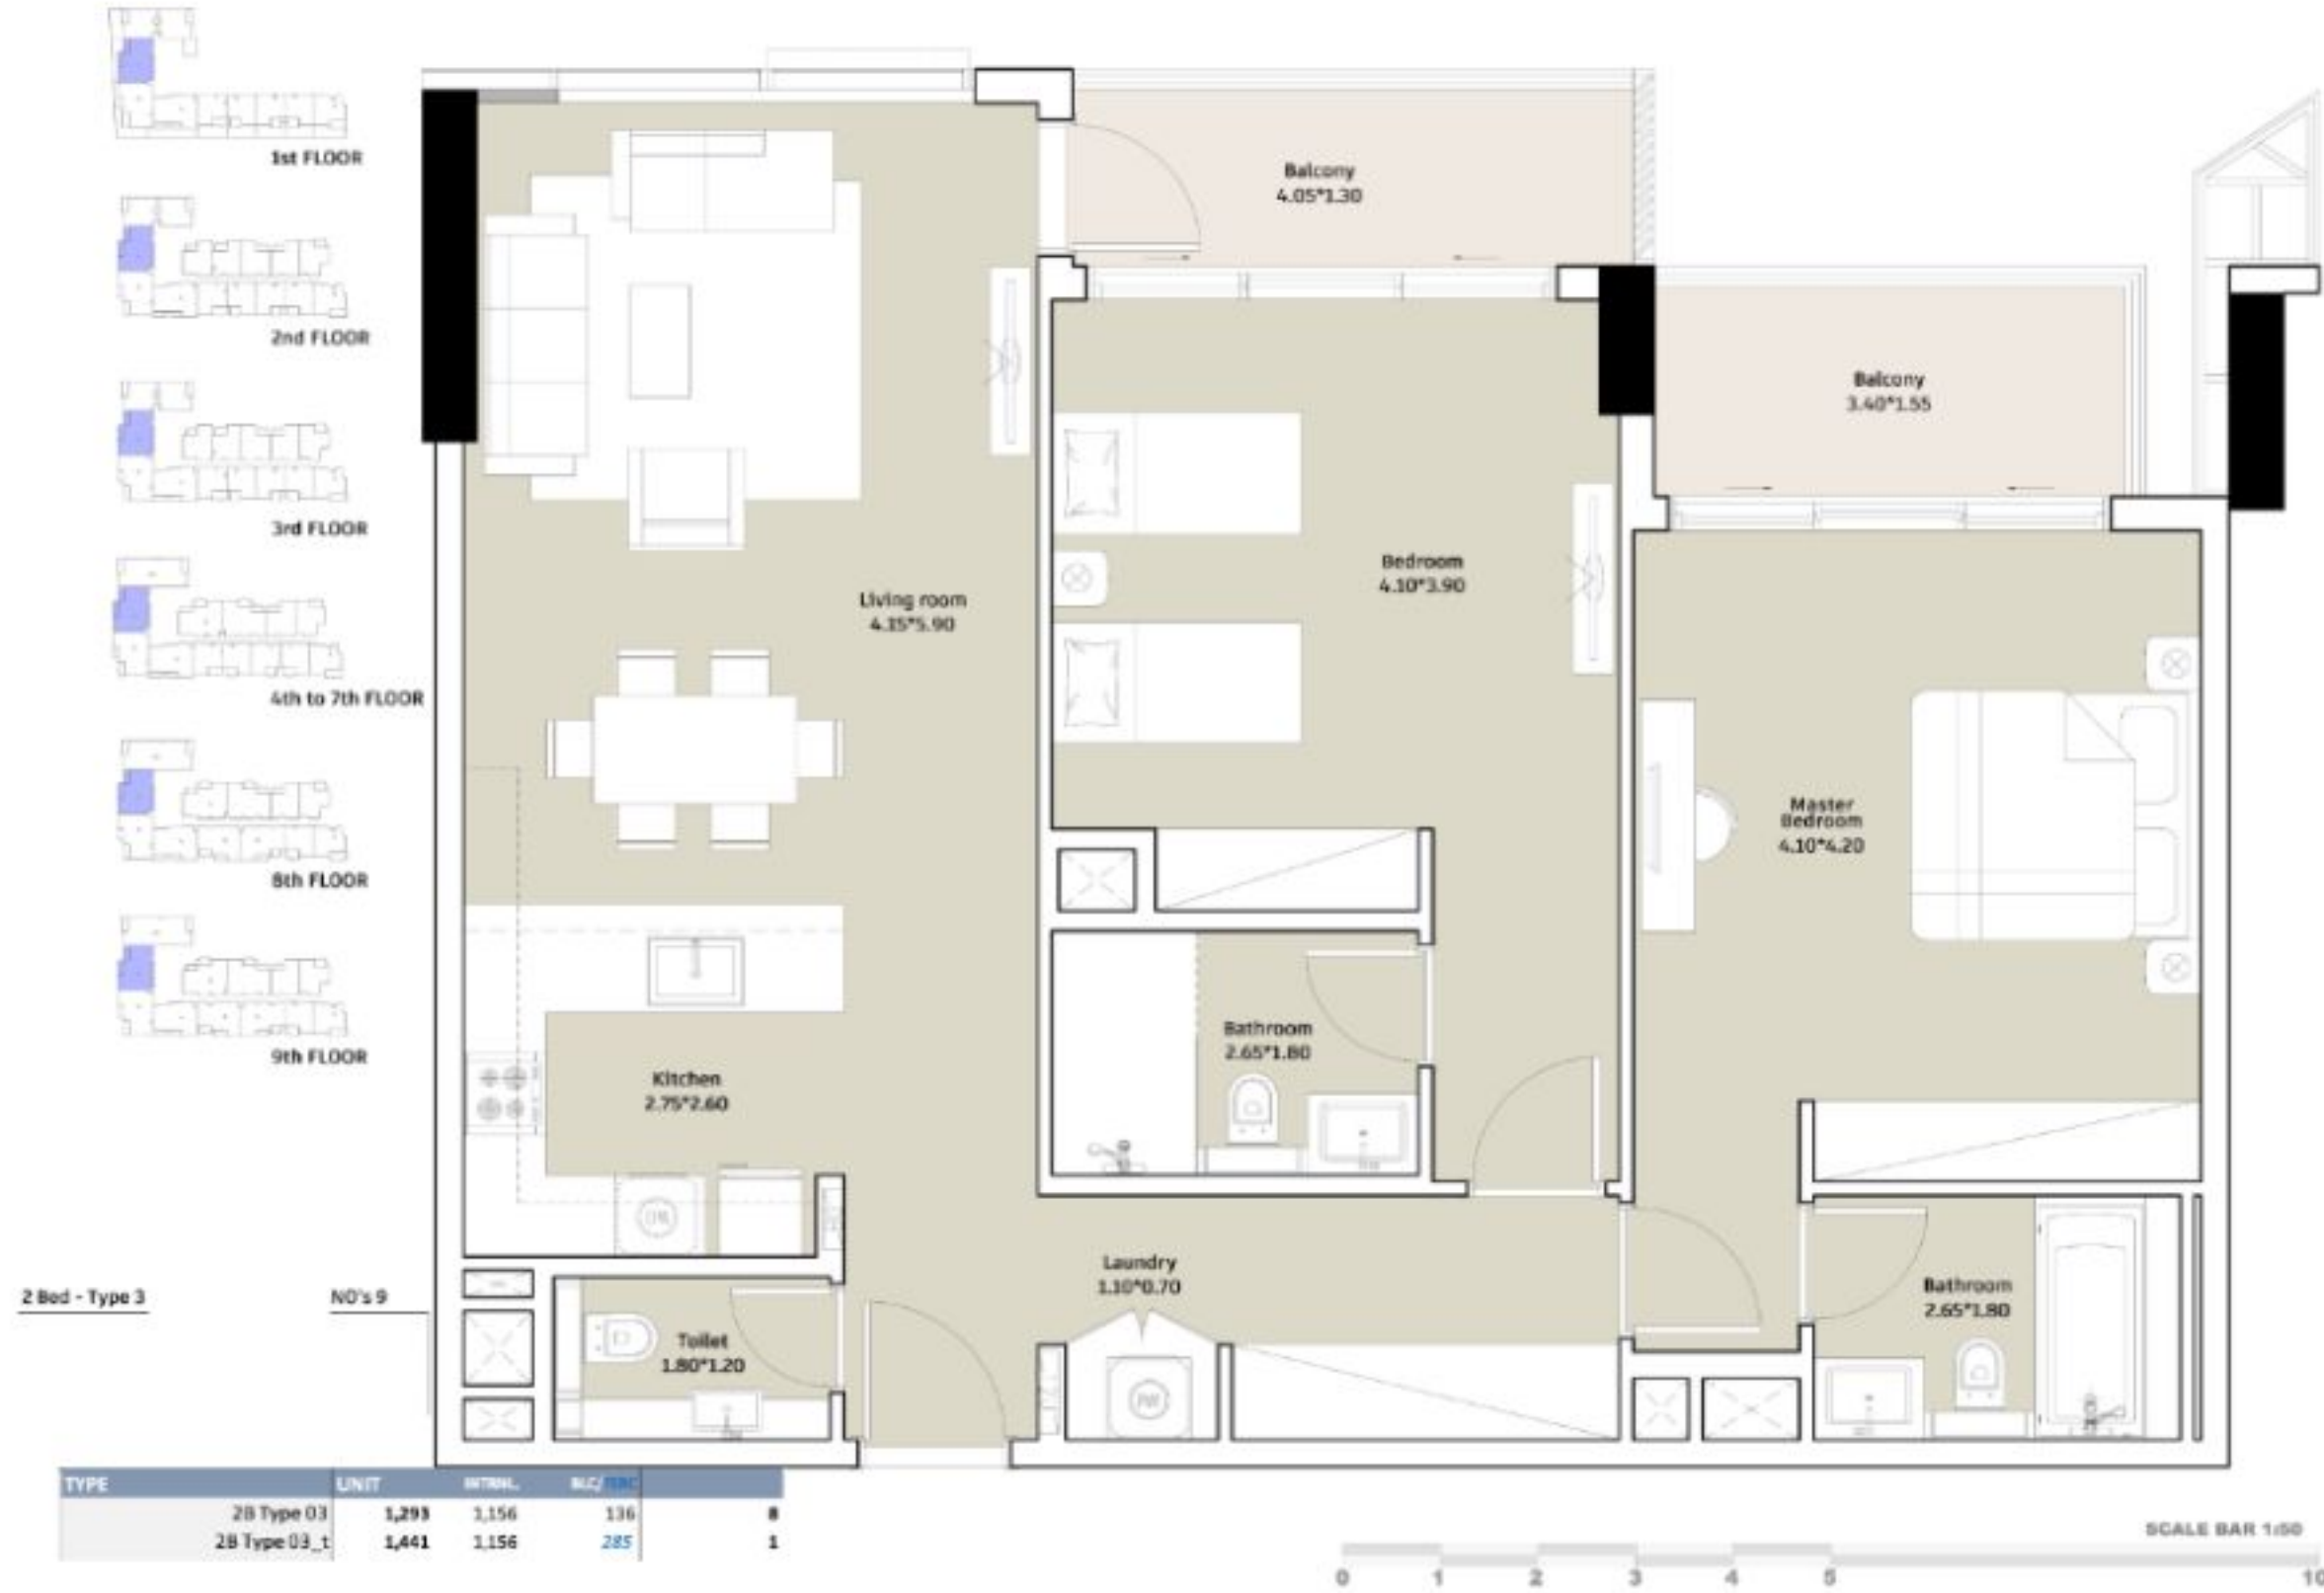 1st FLOOR
2nd FLOOR
3rd FLOOR
4th to 7th FLOOR
8th FLOOR
9th FLOOR
2 Bed - Type 3
NO's 9
Balcony
4.05*1.30
Balcony
3.40*1.55
Living room
4.15*5.90
Bedroom
4.10*3.90
Master
Bedroom
4.10*4.20
Kitchen
2.75*2.60
Bathroom
2.65*1.80
Laundry
1.10*0.70
Toilet
1.80*1.20
Bathroom
2.65*1.80
TYPE UNIT INTRNL. BLC/
2B Type 03 1,293 1,156 136 8
2B Type 03_t 1,441 1,156 285 1
SCALE BAR 1:50
0 1 2 3 4 5 10